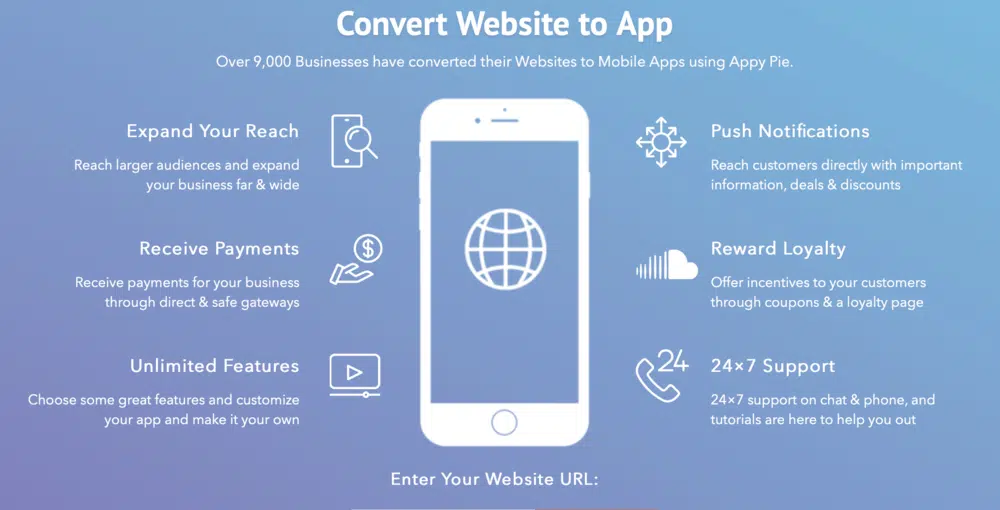 Convert Website to App
Over 9,000 Businesses have converted their Websites to Mobile Apps using Appy Pie.
Expand Your Reach
Reach larger audiences and expand
your business far & wide
Receive Payments
Receive payments for your business
through direct & safe gateways
Unlimited Features
Choose some great features and customize
your app and make it your own
Push Notifications
Reach customers directly with important
information, deals & discounts
Reward Loyalty
Offer incentives to your customers
through coupons & a loyalty page
24
24×7 Support
24×7 support on chat & phone, and
tutorials are here to help you out
Enter Your Website URL: